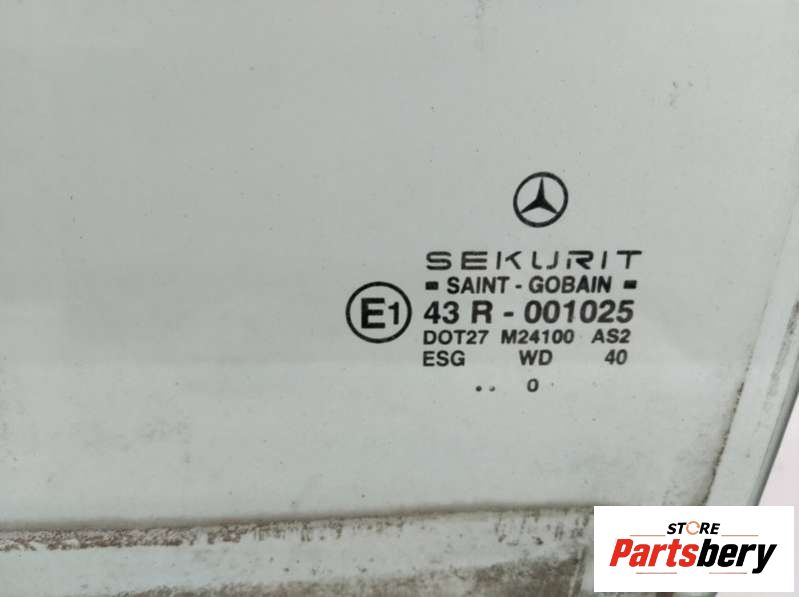 SEKURIT
SAINT - GOBAIN
E1 43 R - 001025
DOT27 M24100 AS2
ESG WD 40
.. 0
STORE
Partsbery